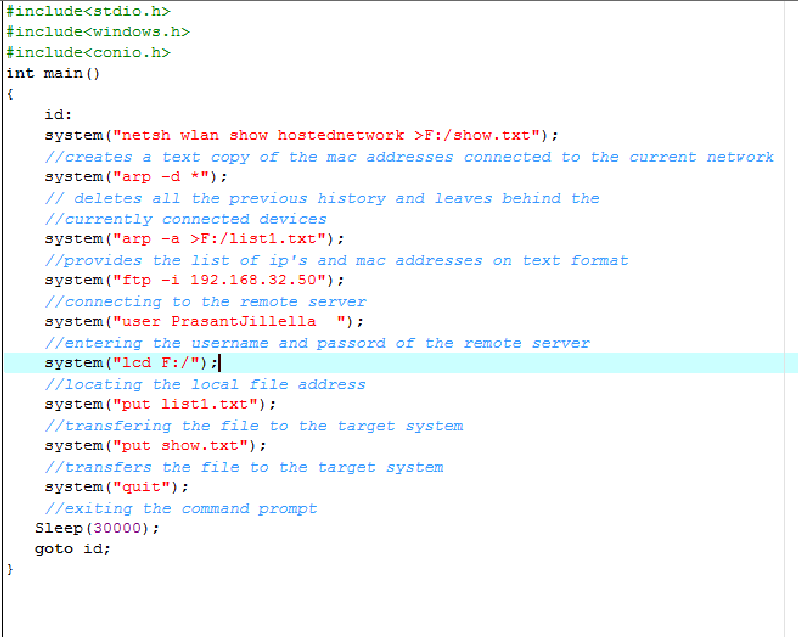 #include<stdio.h>
#include<windows.h>
#include<conio.h>
int main()
{
id:
system("netsh wlan show hostednetwork >F:/show.txt");
//creates a text copy of the mac addresses connected to the current network
system("arp -d *");
// deletes all the previous history and leaves behind the
//currently connected devices
system("arp -a >F:/list1.txt");
//provides the list of ip's and mac addresses on text format
system("ftp -i 192.168.32.50");
//connecting to the remote server
system("user PrasantJillella  ");
//entering the username and passord of the remote server
system("lcd F:/");
//locating the local file address
system("put list1.txt");
//transfering the file to the target system
system("put show.txt");
//transfers the file to the target system
system("quit");
//exiting the command prompt
Sleep(30000);
goto id;
}